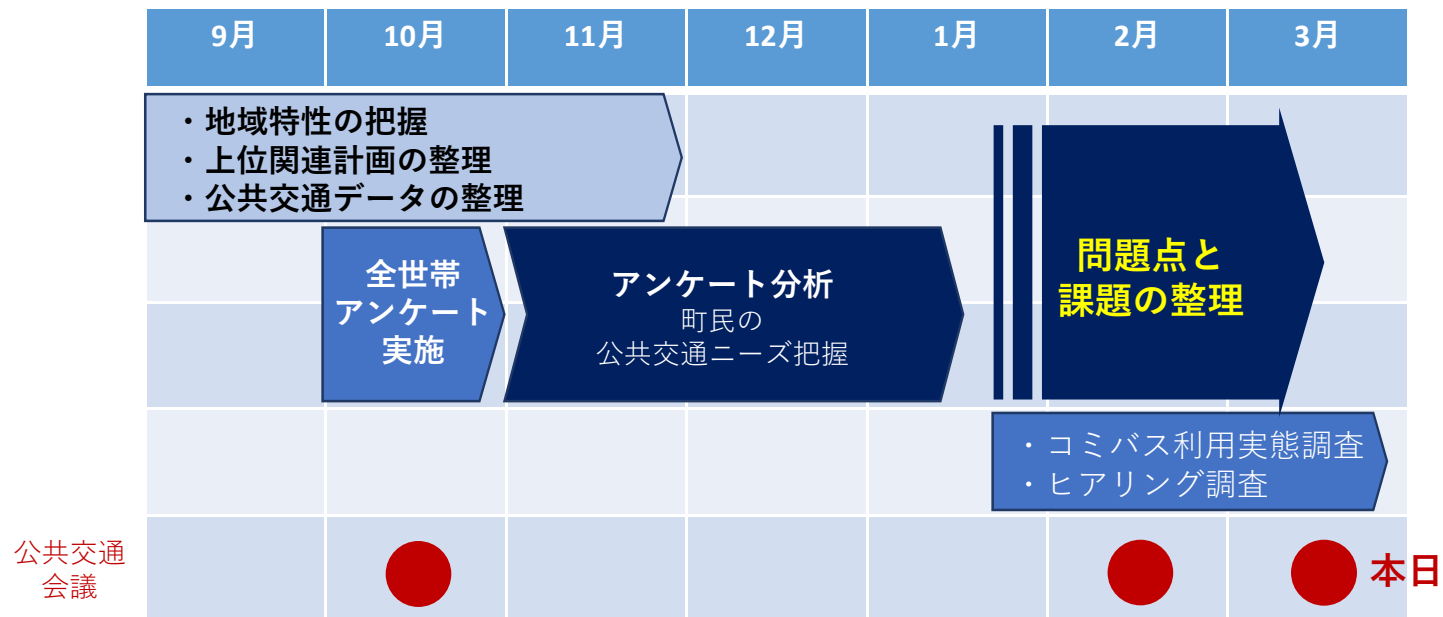 9月
10月
11月
12月
1月
2月
3月
・地域特性の把握
・上位関連計画の整理
・公共交通データの整理
全世帯
アンケート
実施
アンケート分析
町民の
公共交通ニーズ把握
問題点と
課題の整理
・コミバス利用実態調査
・ヒアリング調査
公共交通
会議
本日